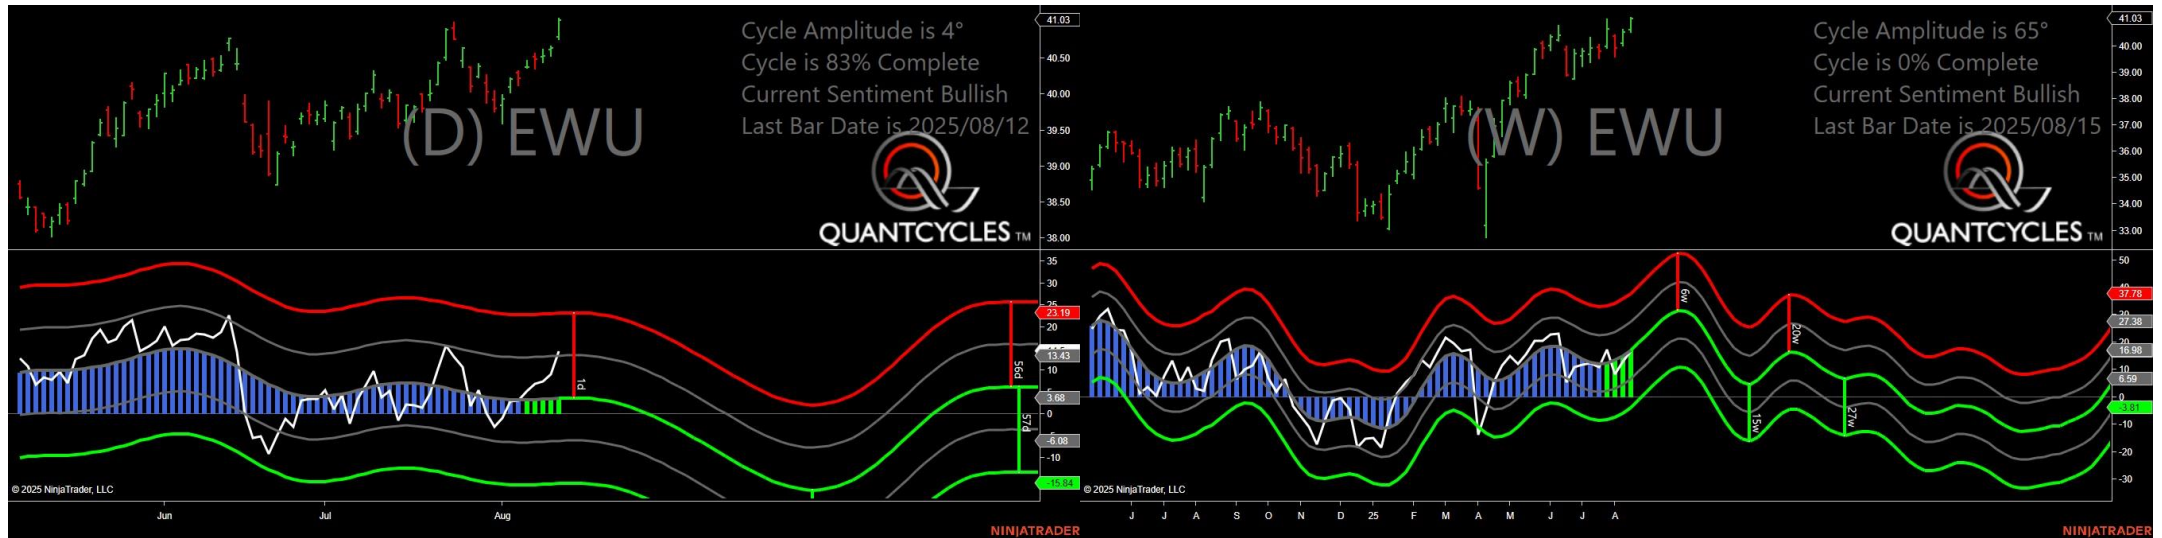 Cycle Amplitude is 4°
Cycle is 83% Complete
Current Sentiment Bullish
Last Bar Date is 2025/08/12
(D) EWU
QUANTCYCLES TM
41.03
40.50
40.00
39.50
39.00
38.50
38.00
35
30
25
23.19
20
13.43
10
5
3.68
0
-6.08
-10
-15.84
1d
56d
57d
© 2025 NinjaTrader, LLC
Jun
Jul
Aug
NINJATRADER
Cycle Amplitude is 65°
Cycle is 0% Complete
Current Sentiment Bullish
Last Bar Date is 2025/08/15
(W) EWU
QUANTCYCLES TM
41.03
40.00
39.00
38.00
37.00
36.00
35.00
34.00
33.00
50
40
37.78
30
27.38
20
16.98
10
6.59
0
-3.81
-10
-20
-30
6w
20w
15w
27w
© 2025 NinjaTrader, LLC
J
J
A
S
O
N
D
25
F
M
A
M
J
J
A
NINJATRADER